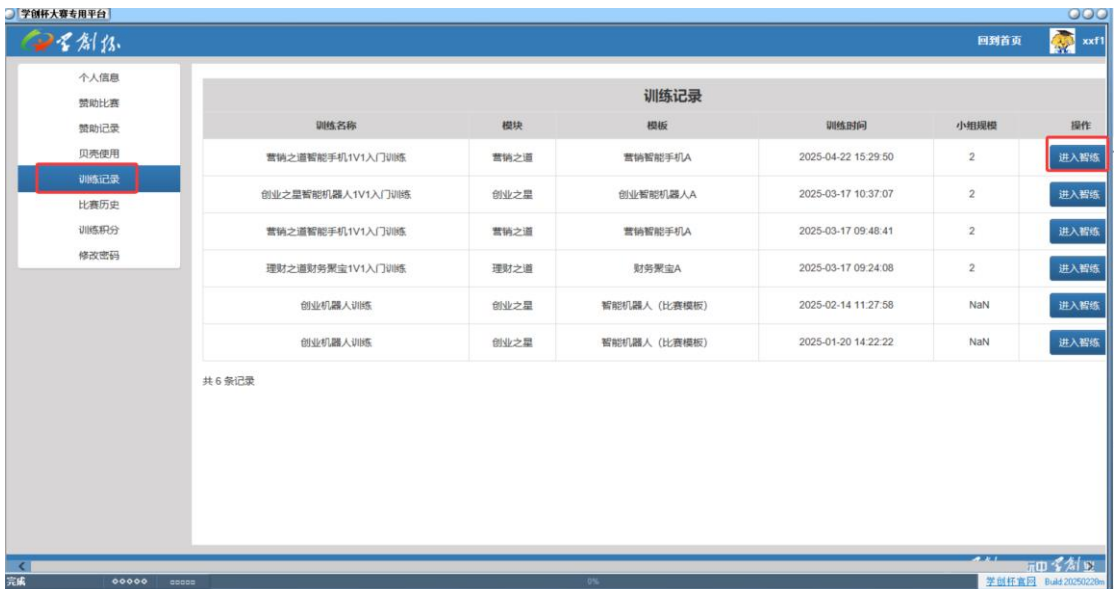 学创杯大赛专用平台
学创杯
回到首页
xxf1
个人信息
赞助比赛
赞助记录
贝壳使用
训练记录
比赛历史
训练积分
修改密码
训练记录
训练名称 模块 模板 训练时间 小组规模 操作
营销之道智能手机1V1入门训练 营销之道 营销智能手机A 2025-04-22 15:29:50 2 进入智练
创业之星智能机器人1V1入门训练 创业之星 创业智能机器人A 2025-03-17 10:37:07 2 进入智练
营销之道智能手机1V1入门训练 营销之道 营销智能手机A 2025-03-17 09:48:41 2 进入智练
理财之道财务聚宝1V1入门训练 理财之道 财务聚宝A 2025-03-17 09:24:08 2 进入智练
创业机器人训练 创业之星 智能机器人（比赛模板） 2025-02-14 11:27:58 NaN 进入智练
创业机器人训练 创业之星 智能机器人（比赛模板） 2025-01-20 14:22:22 NaN 进入智练
共 6 条记录
完成
0%
学创杯官网 Build 20250228m